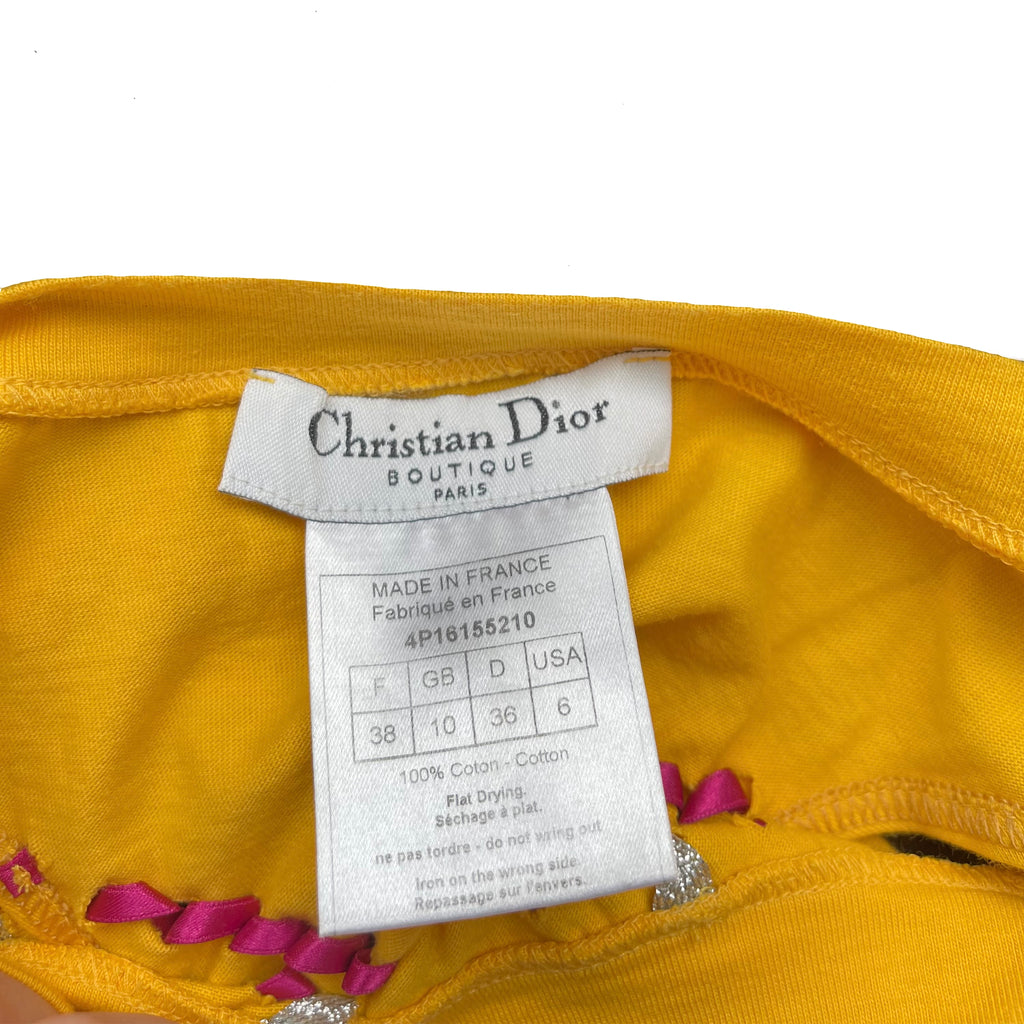 Christian Dior
BOUTIQUE
PARIS
MADE IN FRANCE
Fabriqué en France
4P16155210
F GB D USA
38 10 36 6
100% Coton - Cotton
Flat Drying.
Séchage à plat.
ne pas tordre - do not wring out
Iron on the wrong side.
Repassage sur l'envers.